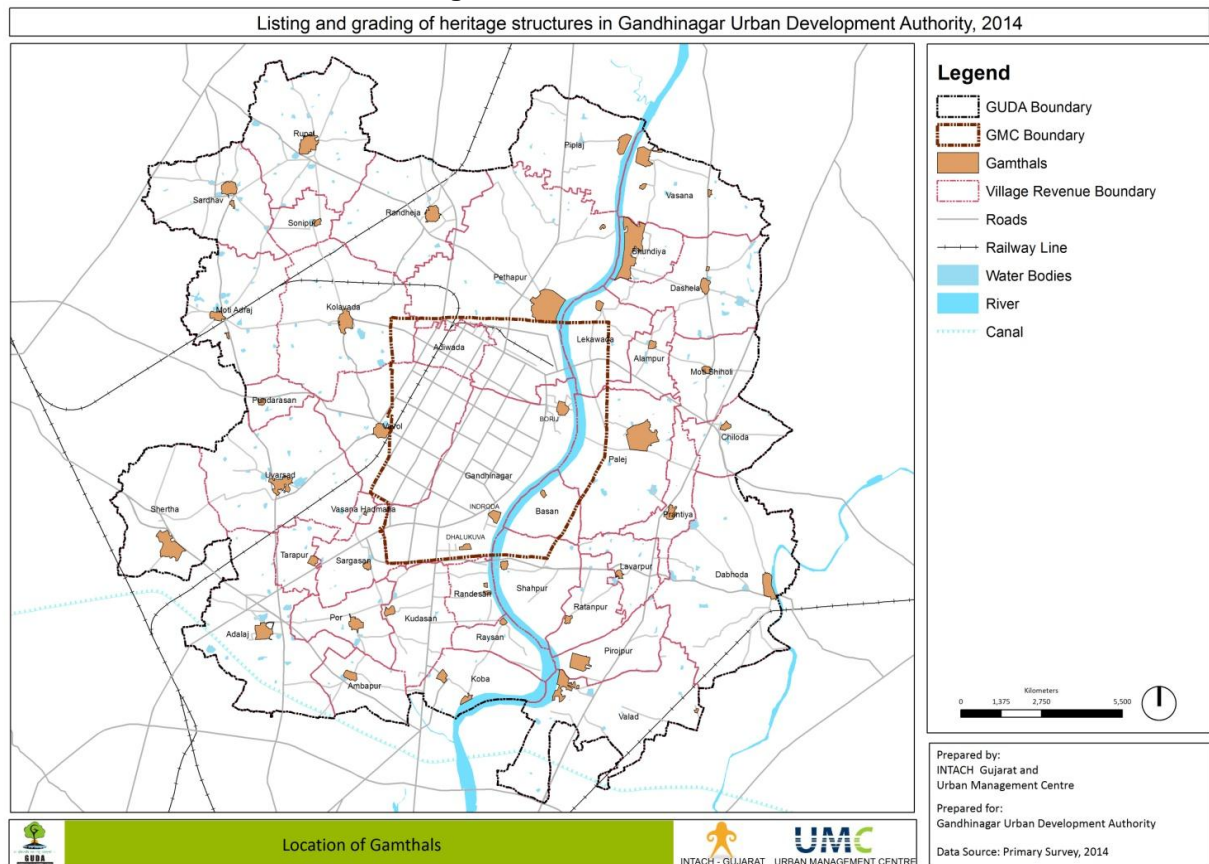 Listing and grading of heritage structures in Gandhinagar Urban Development Authority, 2014
Legend
GUDA Boundary
GMC Boundary
Gamthals
Village Revenue Boundary
Roads
Railway Line
Water Bodies
River
Canal
Kilometers
0 1,375 2,750 5,500
Prepared by:
INTACH Gujarat and
Urban Management Centre
Prepared for:
Gandhinagar Urban Development Authority
Data Source: Primary Survey, 2014
Rupal
Piplaj
Sardhav
Vasana
Randheja
Sonipur
Pethapur
Dashela
Moti Adraj
Kolavada
Adiwada
Lekawada
Alampur
Moti Shiholi
Pundarasan
BORIJ
Chiloda
Palej
Uvarsad
Gandhinagar
Shertha
Vasana Hadmatia
INDRODA
Basan
Prantiya
DHALUKUVA
Tarapur
Sargasan
Lavarpur
Dabhoda
Randesan
Shahpur
Ratanpur
Por
Kudasan
Adalaj
Raysan
Pirojpur
Ambapur
Koba
Valad
GUDA
Location of Gamthals
INTACH - GUJARAT
UMC
URBAN MANAGEMENT CENTRE